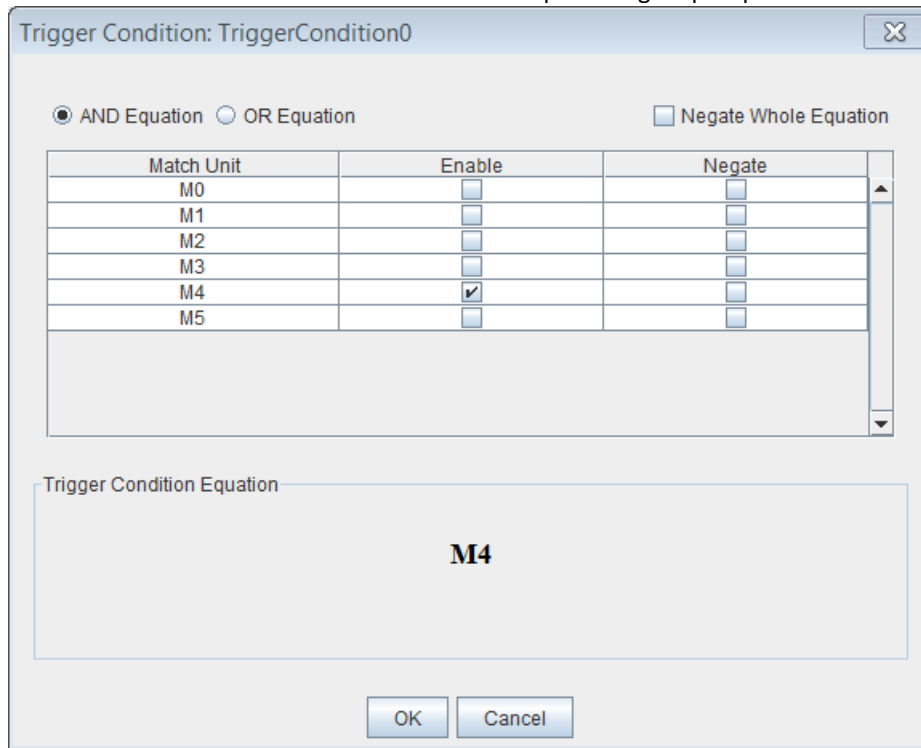 Trigger Condition: TriggerCondition0
AND Equation OR Equation Negate Whole Equation
Match Unit Enable Negate
M0
M1
M2
M3
M4
M5
Trigger Condition Equation
M4
OK Cancel